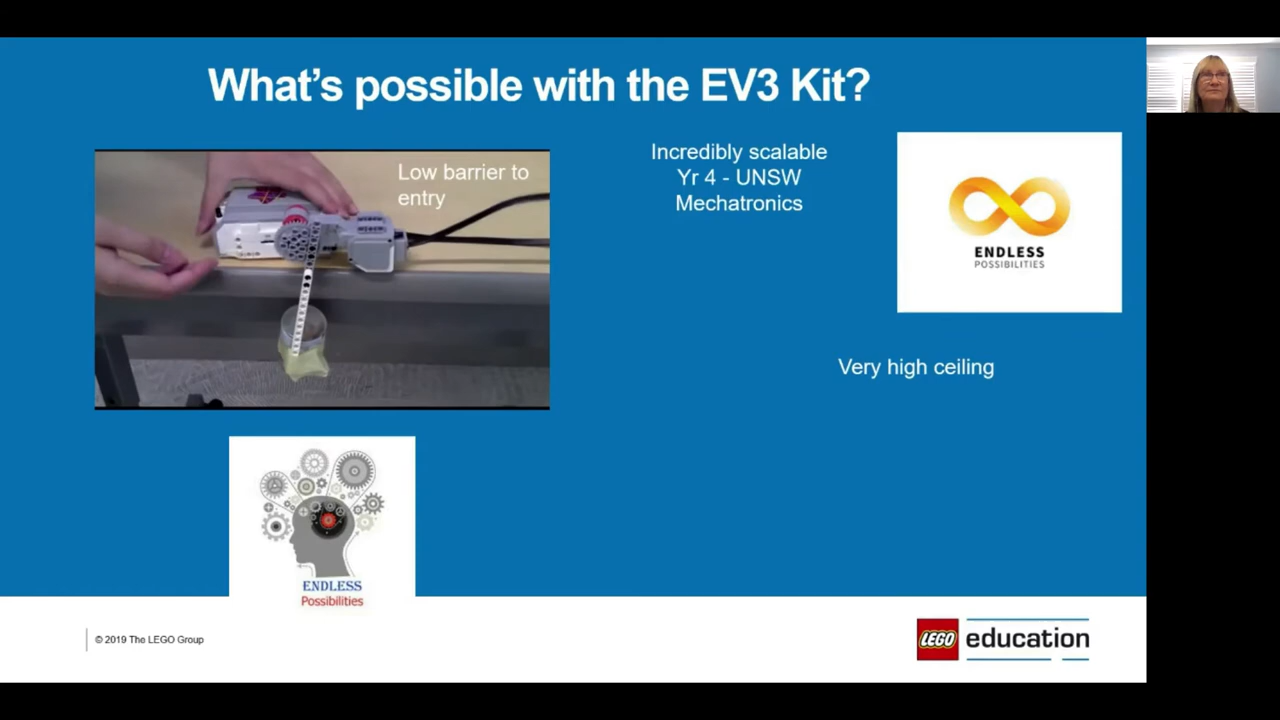 What's possible with the EV3 Kit?
Low barrier to
entry
Incredibly scalable
Yr 4 - UNSW
Mechatronics
ENDLESS
POSSIBILITIES
Very high ceiling
ENDLESS
Possibilities
© 2019 The LEGO Group
LEGO education